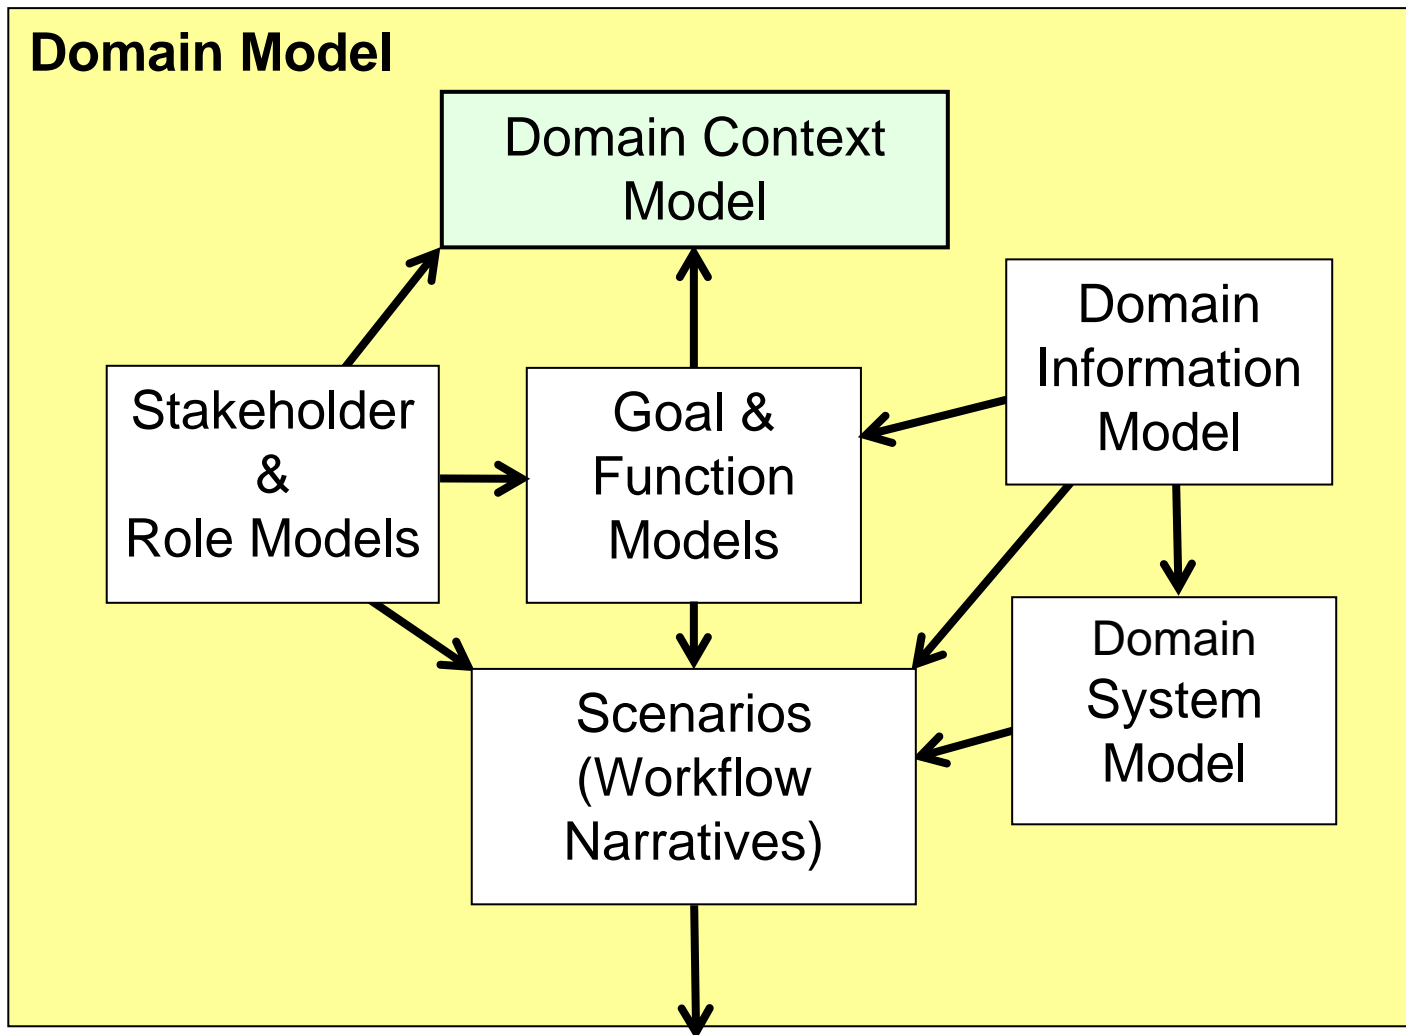 Domain Model
Domain Context
Model
Stakeholder
&
Role Models
Goal &
Function
Models
Domain
Information
Model
Scenarios
(Workflow
Narratives)
Domain
System
Model